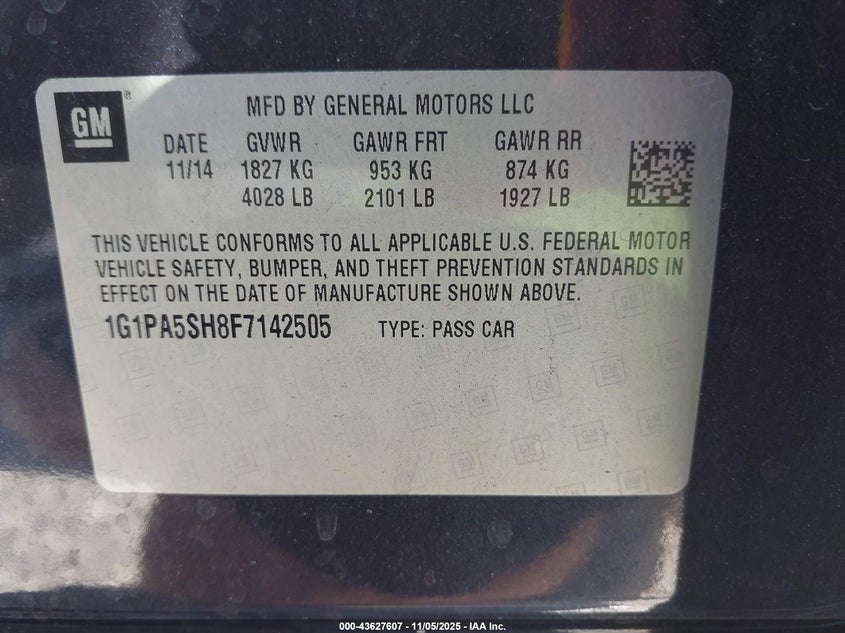 GM®
MFD BY GENERAL MOTORS LLC
DATE GVWR GAWR FRT GAWR RR
11/14 1827 KG 953 KG 874 KG
4028 LB 2101 LB 1927 LB
THIS VEHICLE CONFORMS TO ALL APPLICABLE U.S. FEDERAL MOTOR
VEHICLE SAFETY, BUMPER, AND THEFT PREVENTION STANDARDS IN
EFFECT ON THE DATE OF MANUFACTURE SHOWN ABOVE.
1G1PA5SH8F7142505 TYPE: PASS CAR
000-43627607 - 11/05/2025 - IAA Inc.